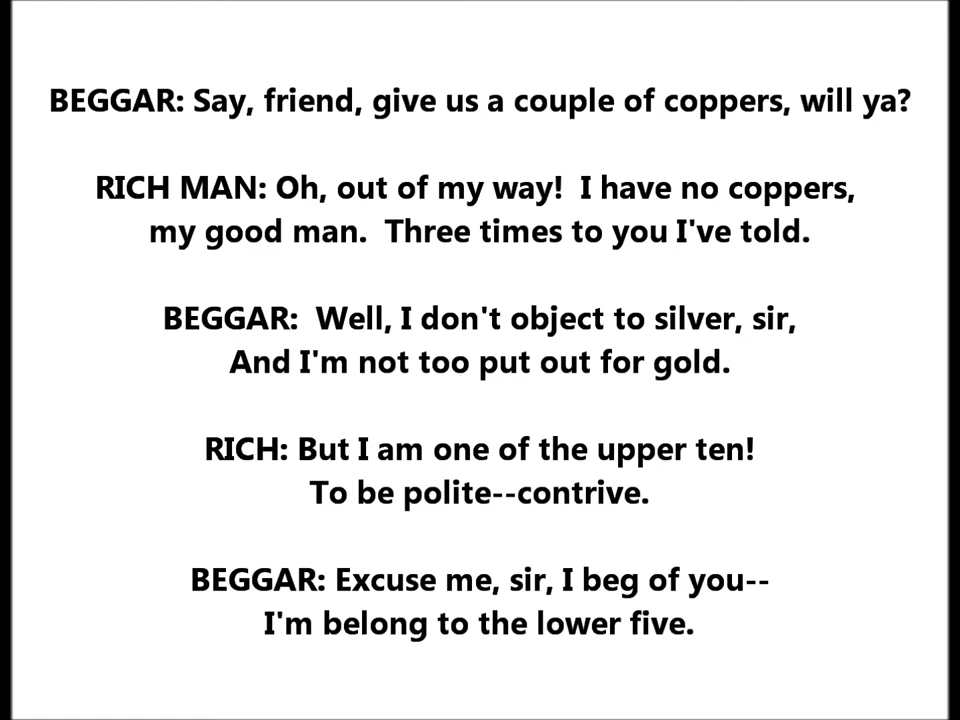 BEGGAR: Say, friend, give us a couple of coppers, will ya?
RICH MAN: Oh, out of my way!  I have no coppers,
my good man.  Three times to you I've told.
BEGGAR:  Well, I don't object to silver, sir,
And I'm not too put out for gold.
RICH: But I am one of the upper ten!
To be polite--contrive.
BEGGAR: Excuse me, sir, I beg of you--
I'm belong to the lower five.